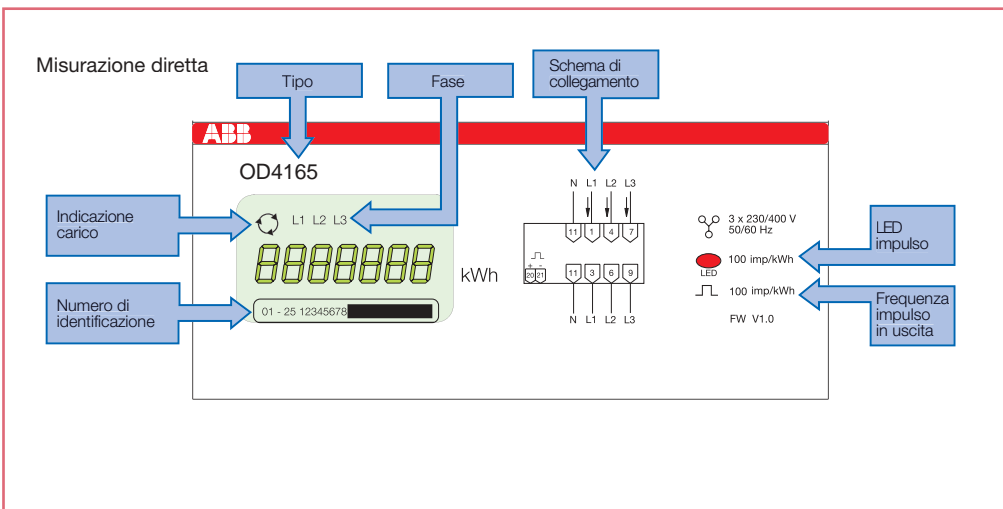 Misurazione diretta
Tipo
Fase
Schema di
collegamento
ABB
OD4165
N L1 L2 L3
Indicazione
carico
L1 L2 L3
11 1 4 7
3 x 230/400 V
50/60 Hz
LED
impulso
8888888
kWh
+ -
20 21
11 3 6 9
100 imp/kWh
LED
Numero di
identificazione
01 - 25 12345678
N L1 L2 L3
100 imp/kWh
FW V1.0
Frequenza
impulso
in uscita